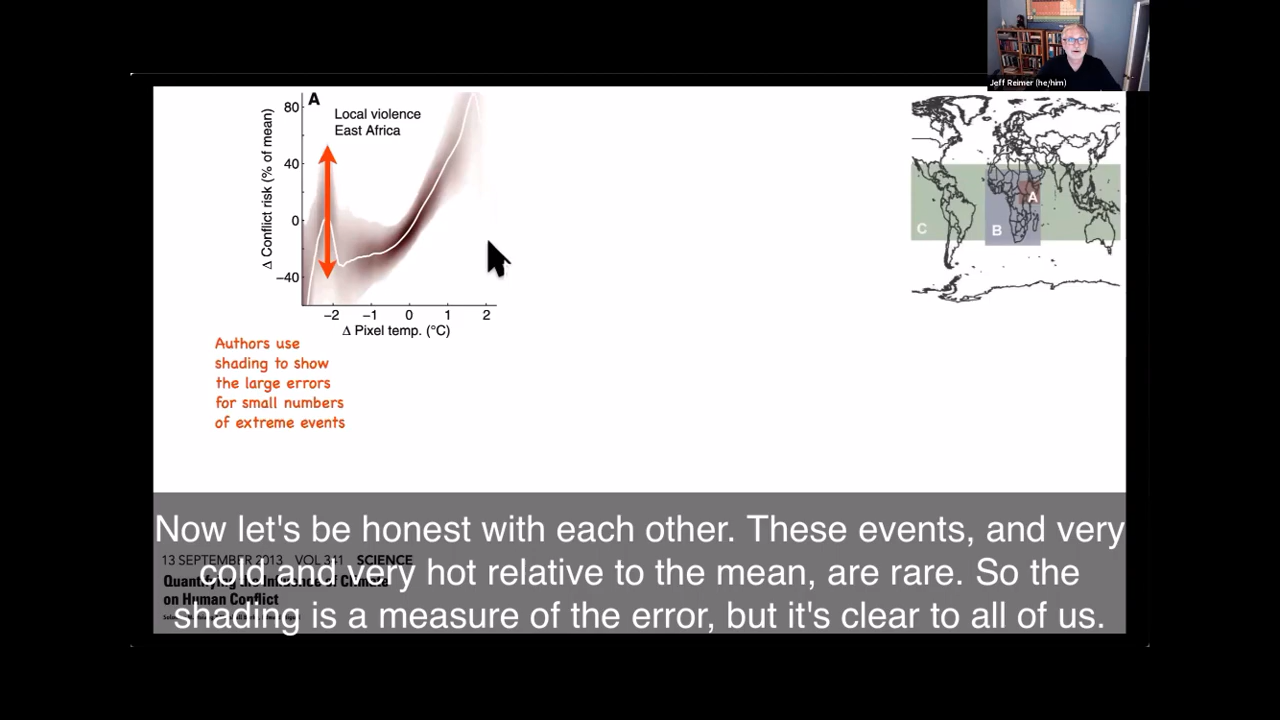 Jeff Reimer (he/him)
A
Local violence
East Africa
80
40
0
−40
Δ Conflict risk (% of mean)
−2 −1 0 1 2
Δ Pixel temp. (°C)
A
B
C
Authors use
shading to show
the large errors
for small numbers
of extreme events
13 SEPTEMBER 2013 VOL 341 SCIENCE
Quantifying the Influence of Climate
on Human Conflict
Now let's be honest with each other. These events, and very
cold and very hot relative to the mean, are rare. So the
shading is a measure of the error, but it's clear to all of us.